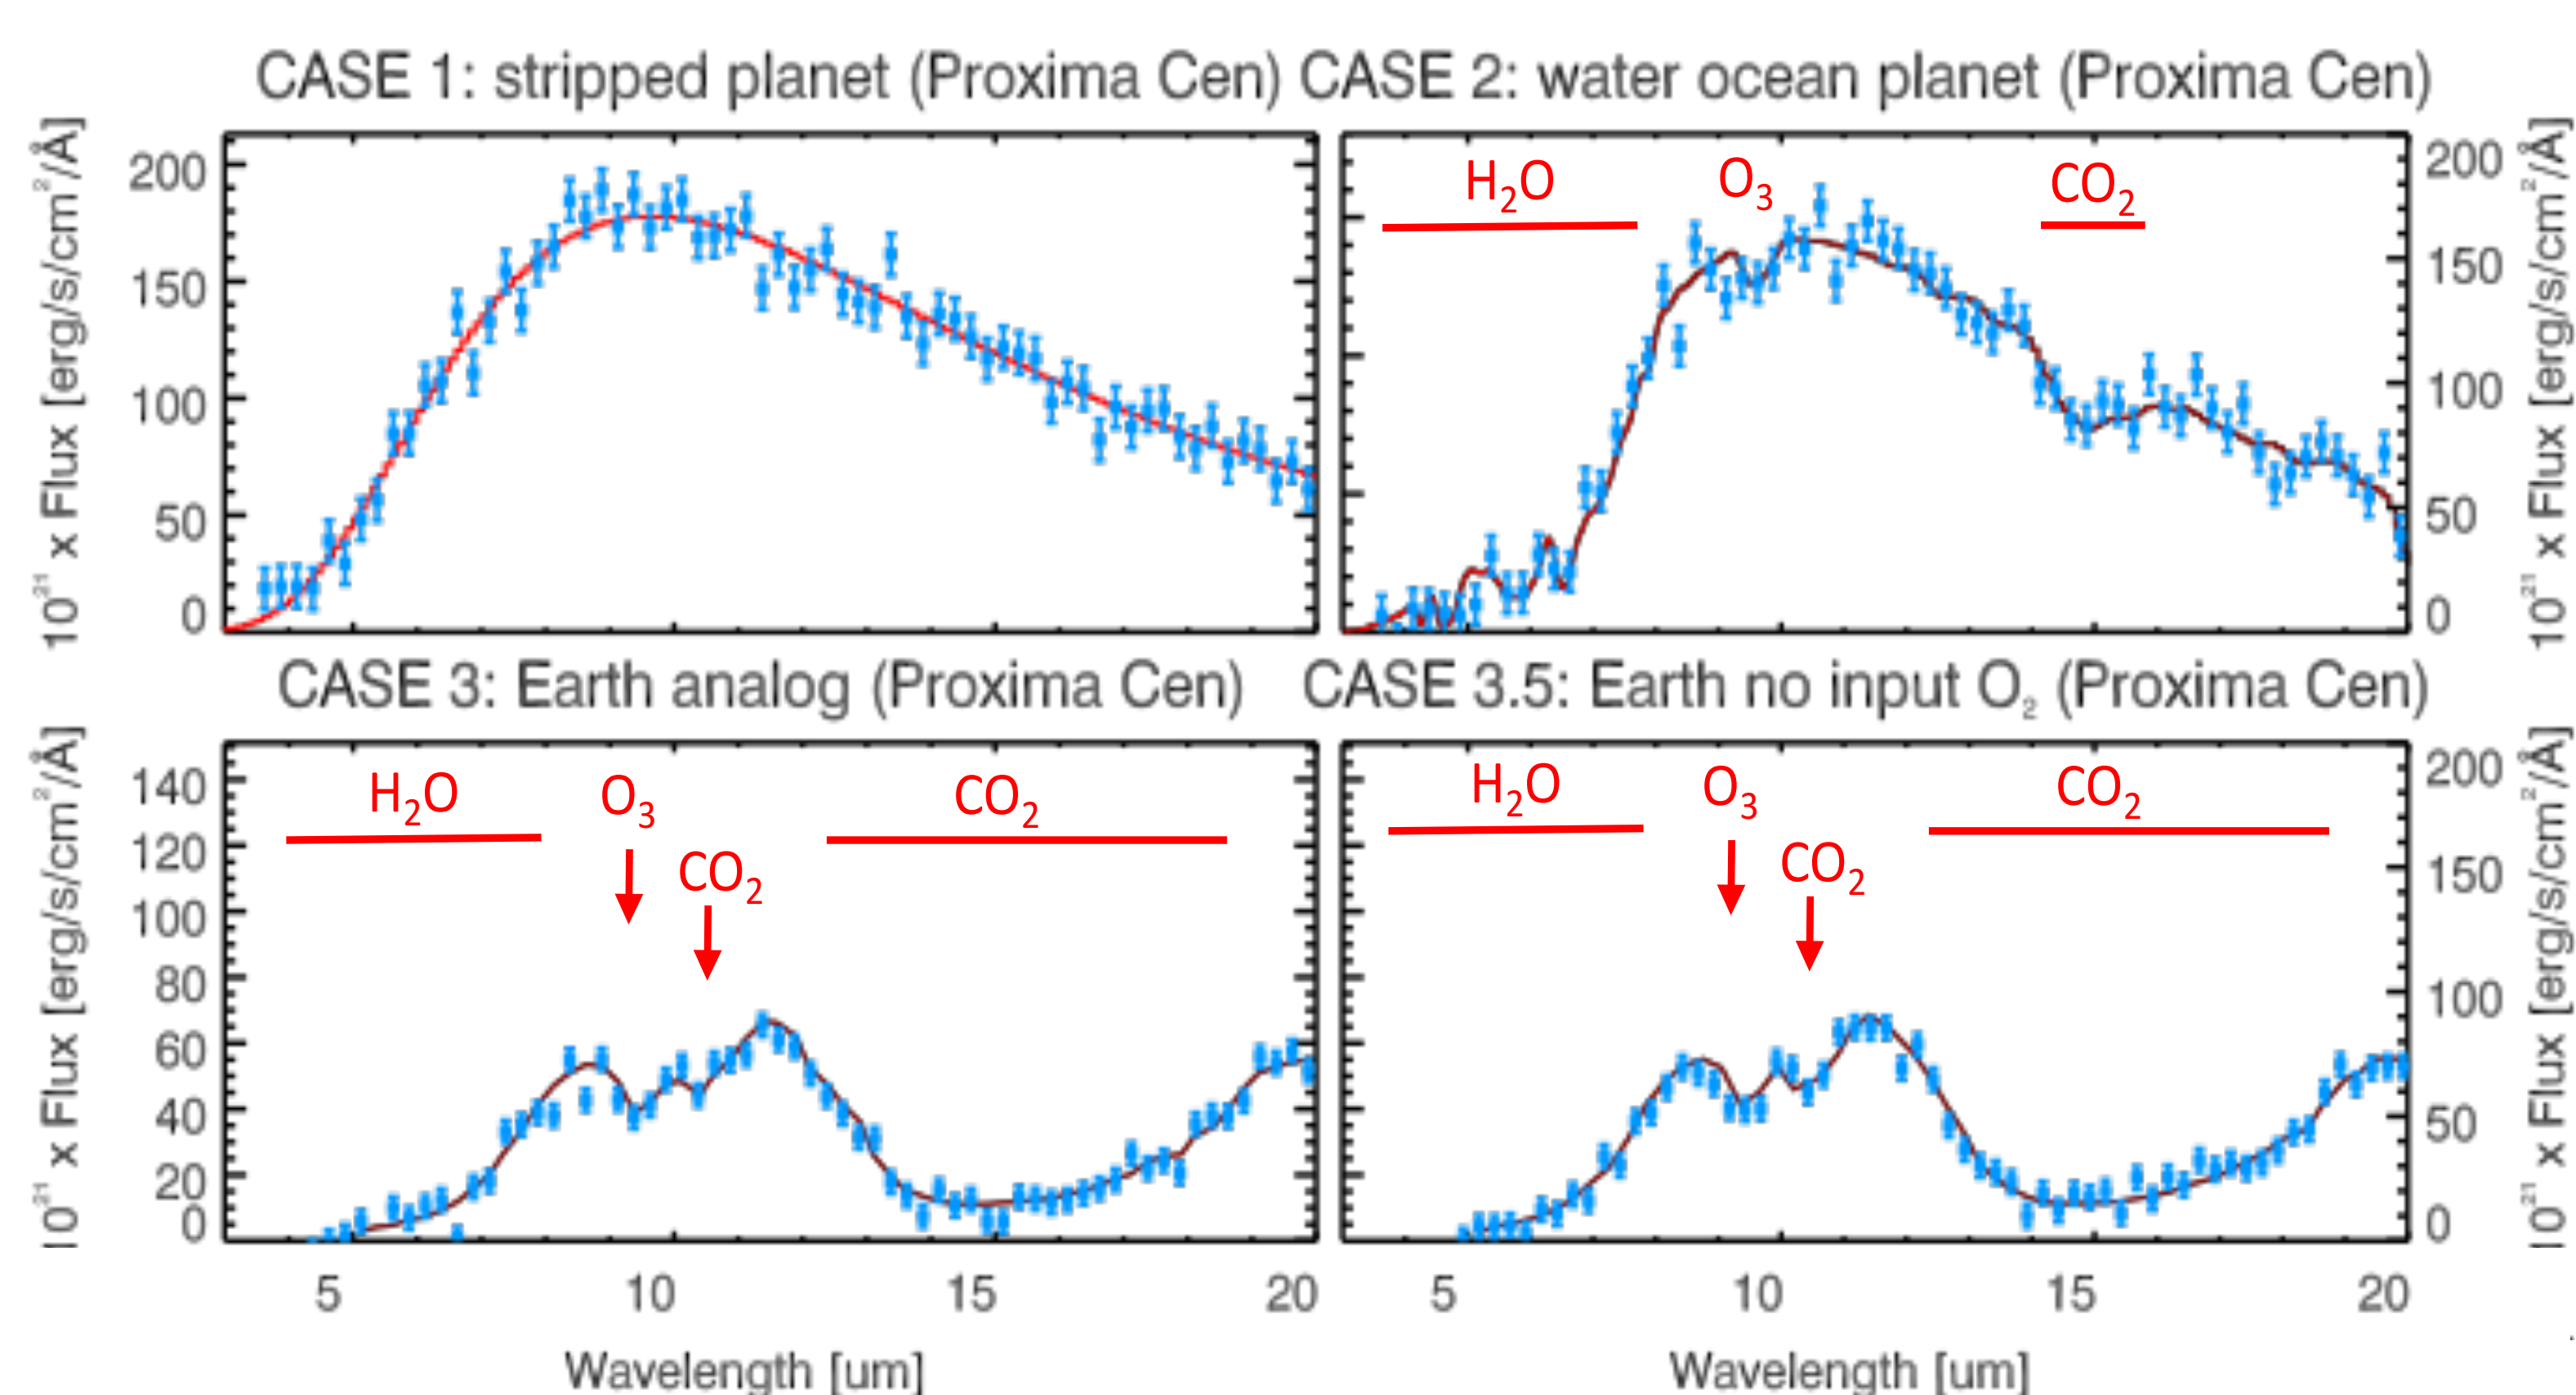 CASE 1: stripped planet (Proxima Cen)
10²¹ x Flux [erg/s/cm²/Å]
200
150
100
50
0
CASE 2: water ocean planet (Proxima Cen)
H₂O
O₃
CO₂
200
150
100
50
0
10²¹ x Flux [erg/s/cm²/Å]
CASE 3: Earth analog (Proxima Cen)
10²¹ x Flux [erg/s/cm²/Å]
140
120
100
80
60
40
20
0
H₂O
O₃
CO₂
CO₂
5 10 15 20
Wavelength [um]
CASE 3.5: Earth no input O₂ (Proxima Cen)
H₂O
O₃
CO₂
CO₂
200
150
100
50
0
10²¹ x Flux [erg/s/cm²/Å]
5 10 15 20
Wavelength [um]